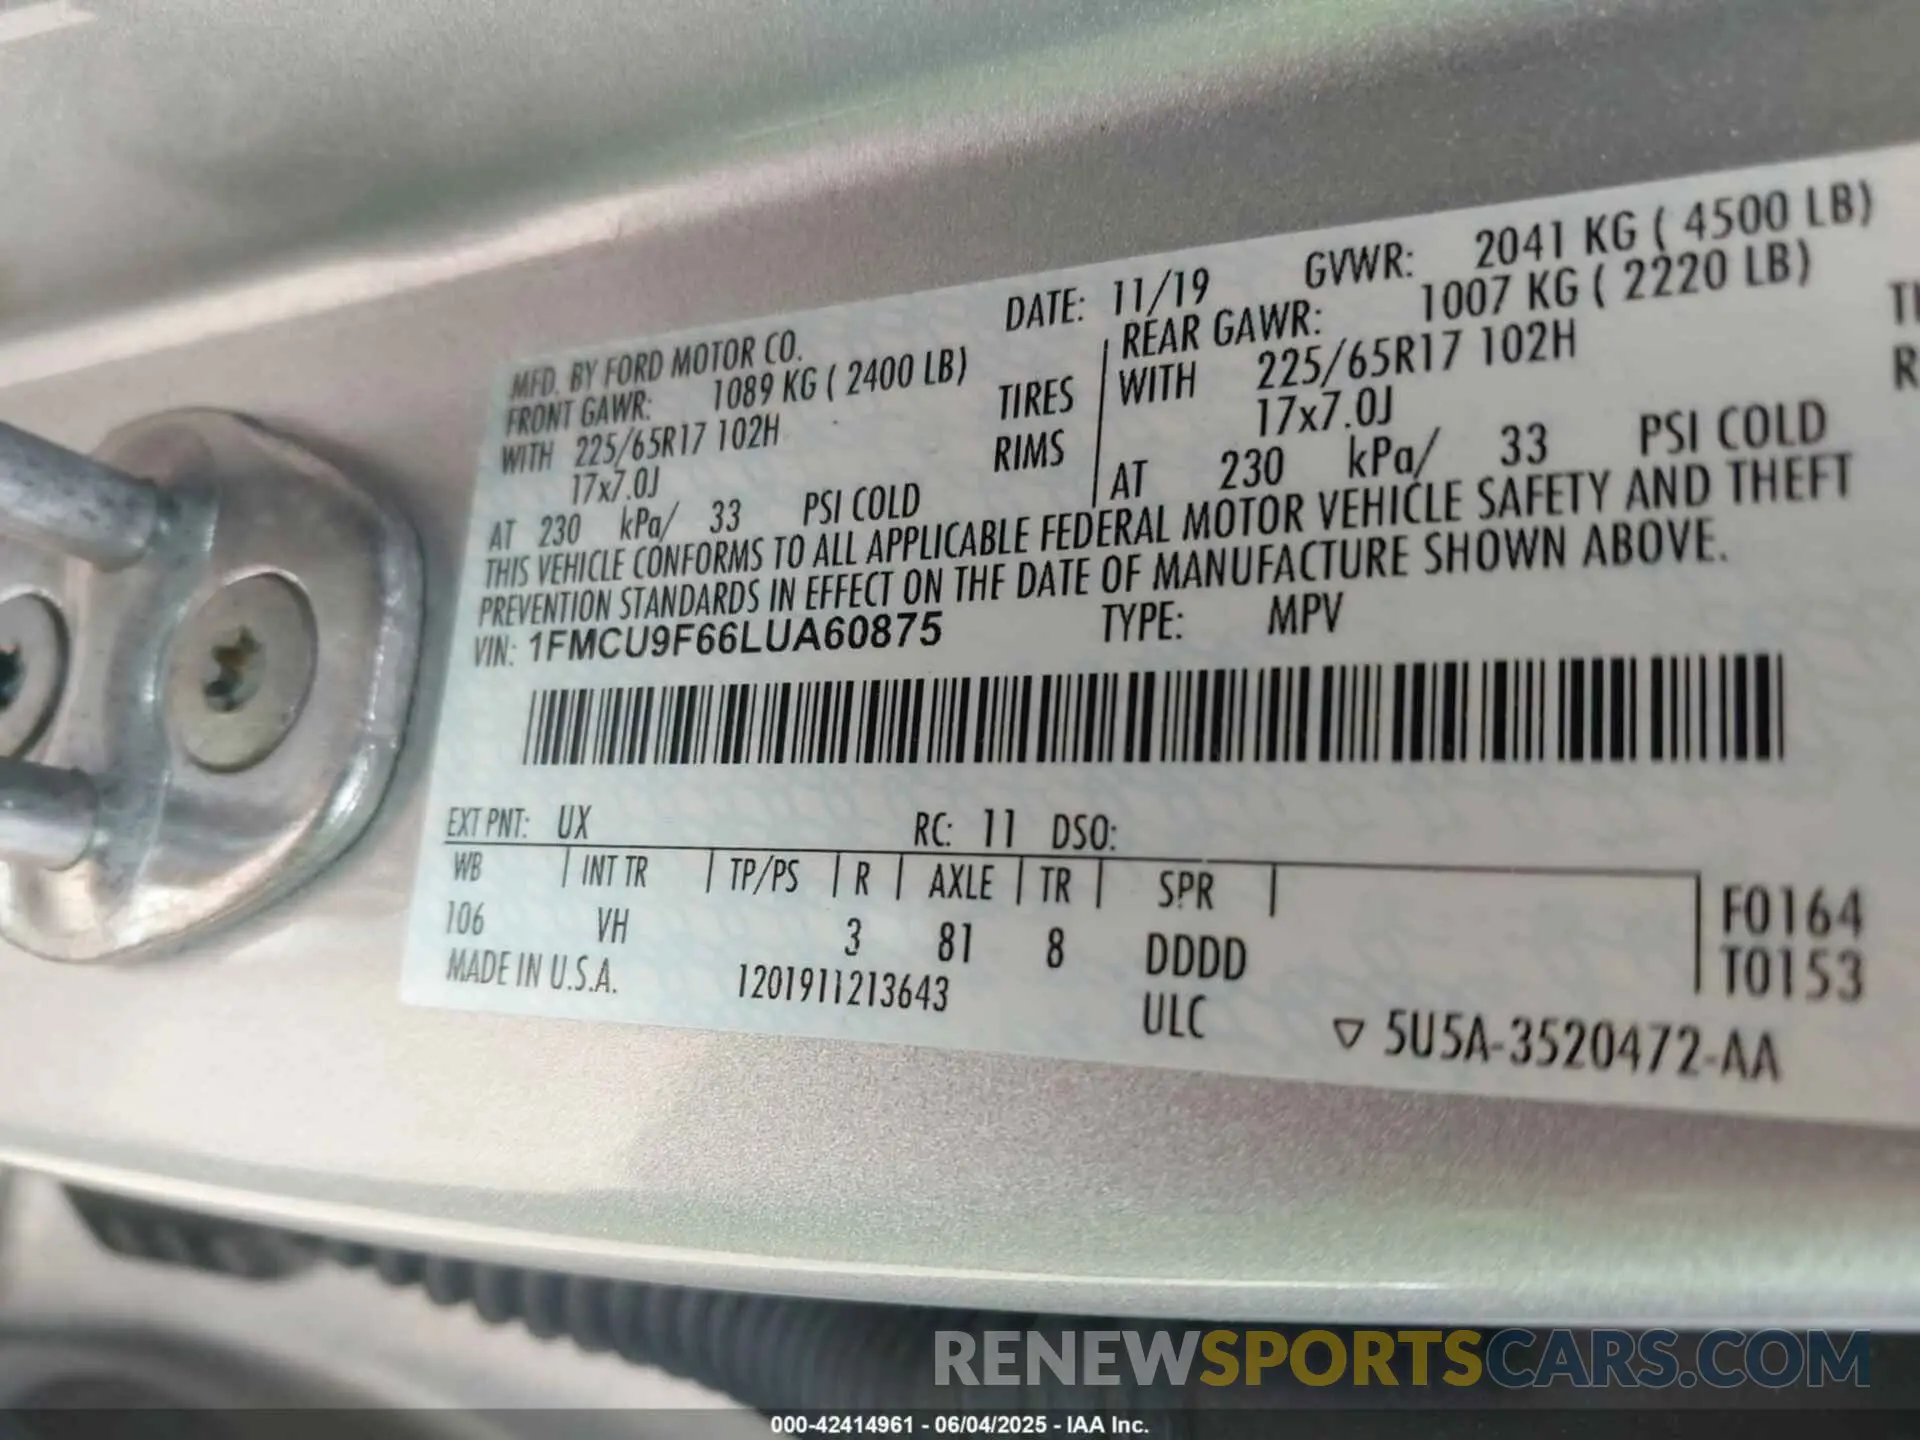 MFD. BY FORD MOTOR CO.
DATE: 11/19
GVWR: 2041 KG ( 4500 LB)
FRONT GAWR: 1089 KG ( 2400 LB)
REAR GAWR: 1007 KG ( 2220 LB)
WITH 225/65R17 102H
TIRES
WITH 225/65R17 102H
17x7.0J
RIMS
17x7.0J
AT 230 kPa/ 33 PSI COLD
AT 230 kPa/ 33 PSI COLD
THIS VEHICLE CONFORMS TO ALL APPLICABLE FEDERAL MOTOR VEHICLE SAFETY AND THEFT
PREVENTION STANDARDS IN EFFECT ON THE DATE OF MANUFACTURE SHOWN ABOVE.
VIN: 1FMCU9F66LUA60875
TYPE: MPV
EXT PNT: UX RC: 11 DSO:
WB | INT TR | TP/PS | R | AXLE | TR | SPR |
106 VH 3 81 8 DDDD
F0164
T0153
MADE IN U.S.A. 1201911213643 ULC
▽ 5U5A-3520472-AA
RENEWSPORTSCARS.COM
000-42414961 - 06/04/2025 - IAA Inc.